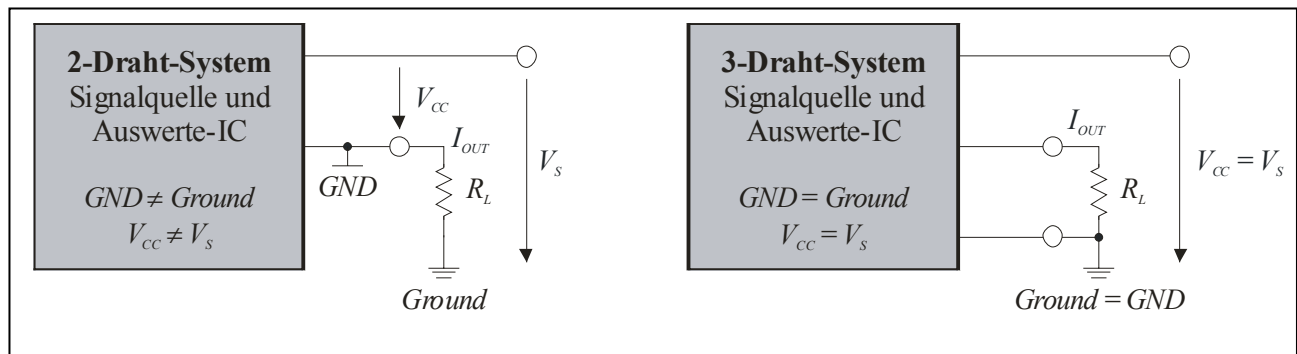 2-Draht-System
Signalquelle und
Auswerte-IC
GND ≠ Ground
V_CC ≠ V_S
V_CC
I_OUT
GND
R_L
V_S
Ground
3-Draht-System
Signalquelle und
Auswerte-IC
GND = Ground
V_CC = V_S
I_OUT
R_L
V_CC = V_S
Ground = GND